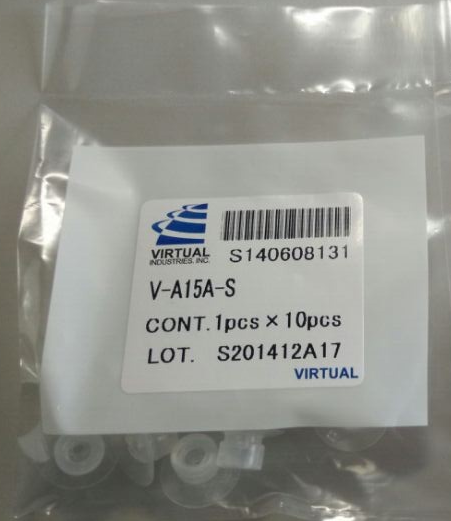 VIRTUAL
INDUSTRIES, INC.
S140608131
V-A15A-S
CONT. 1pcs × 10pcs
LOT. S201412A17
VIRTUAL